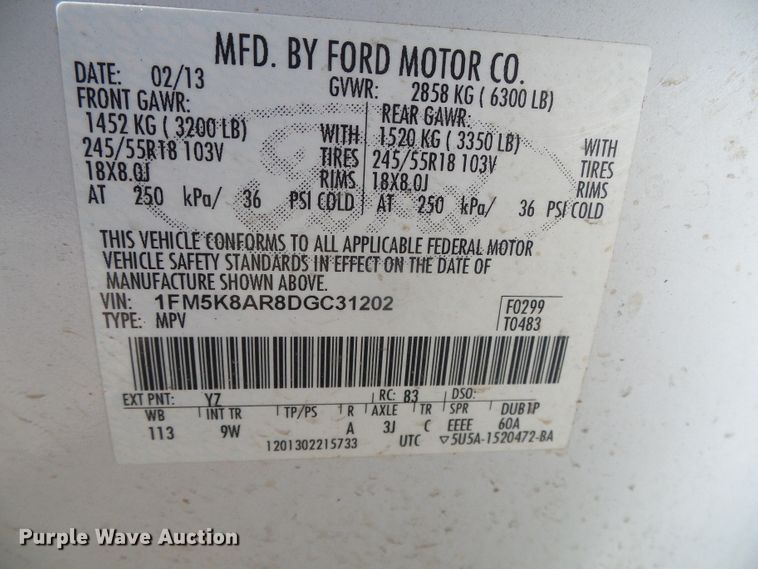 MFD. BY FORD MOTOR CO.
DATE: 02/13 GVWR: 2858 KG ( 6300 LB)
FRONT GAWR: REAR GAWR:
1452 KG ( 3200 LB) WITH 1520 KG ( 3350 LB) WITH
245/55R18 103V TIRES 245/55R18 103V TIRES
18X8.0J RIMS 18X8.0J RIMS
AT 250 kPa/ 36 PSI COLD AT 250 kPa/ 36 PSI COLD
THIS VEHICLE CONFORMS TO ALL APPLICABLE FEDERAL MOTOR
VEHICLE SAFETY STANDARDS IN EFFECT ON THE DATE OF
MANUFACTURE SHOWN ABOVE.
VIN: 1FM5K8AR8DGC31202 F0299
TYPE: MPV T0483
EXT PNT: YZ RC: 83 DSO:
WB INT TR TP/PS R AXLE TR SPR DUB1P
113 9W A 3J C EEEE 60A
1201302215733 UTC ▽5U5A-1520472-BA
Purple Wave Auction